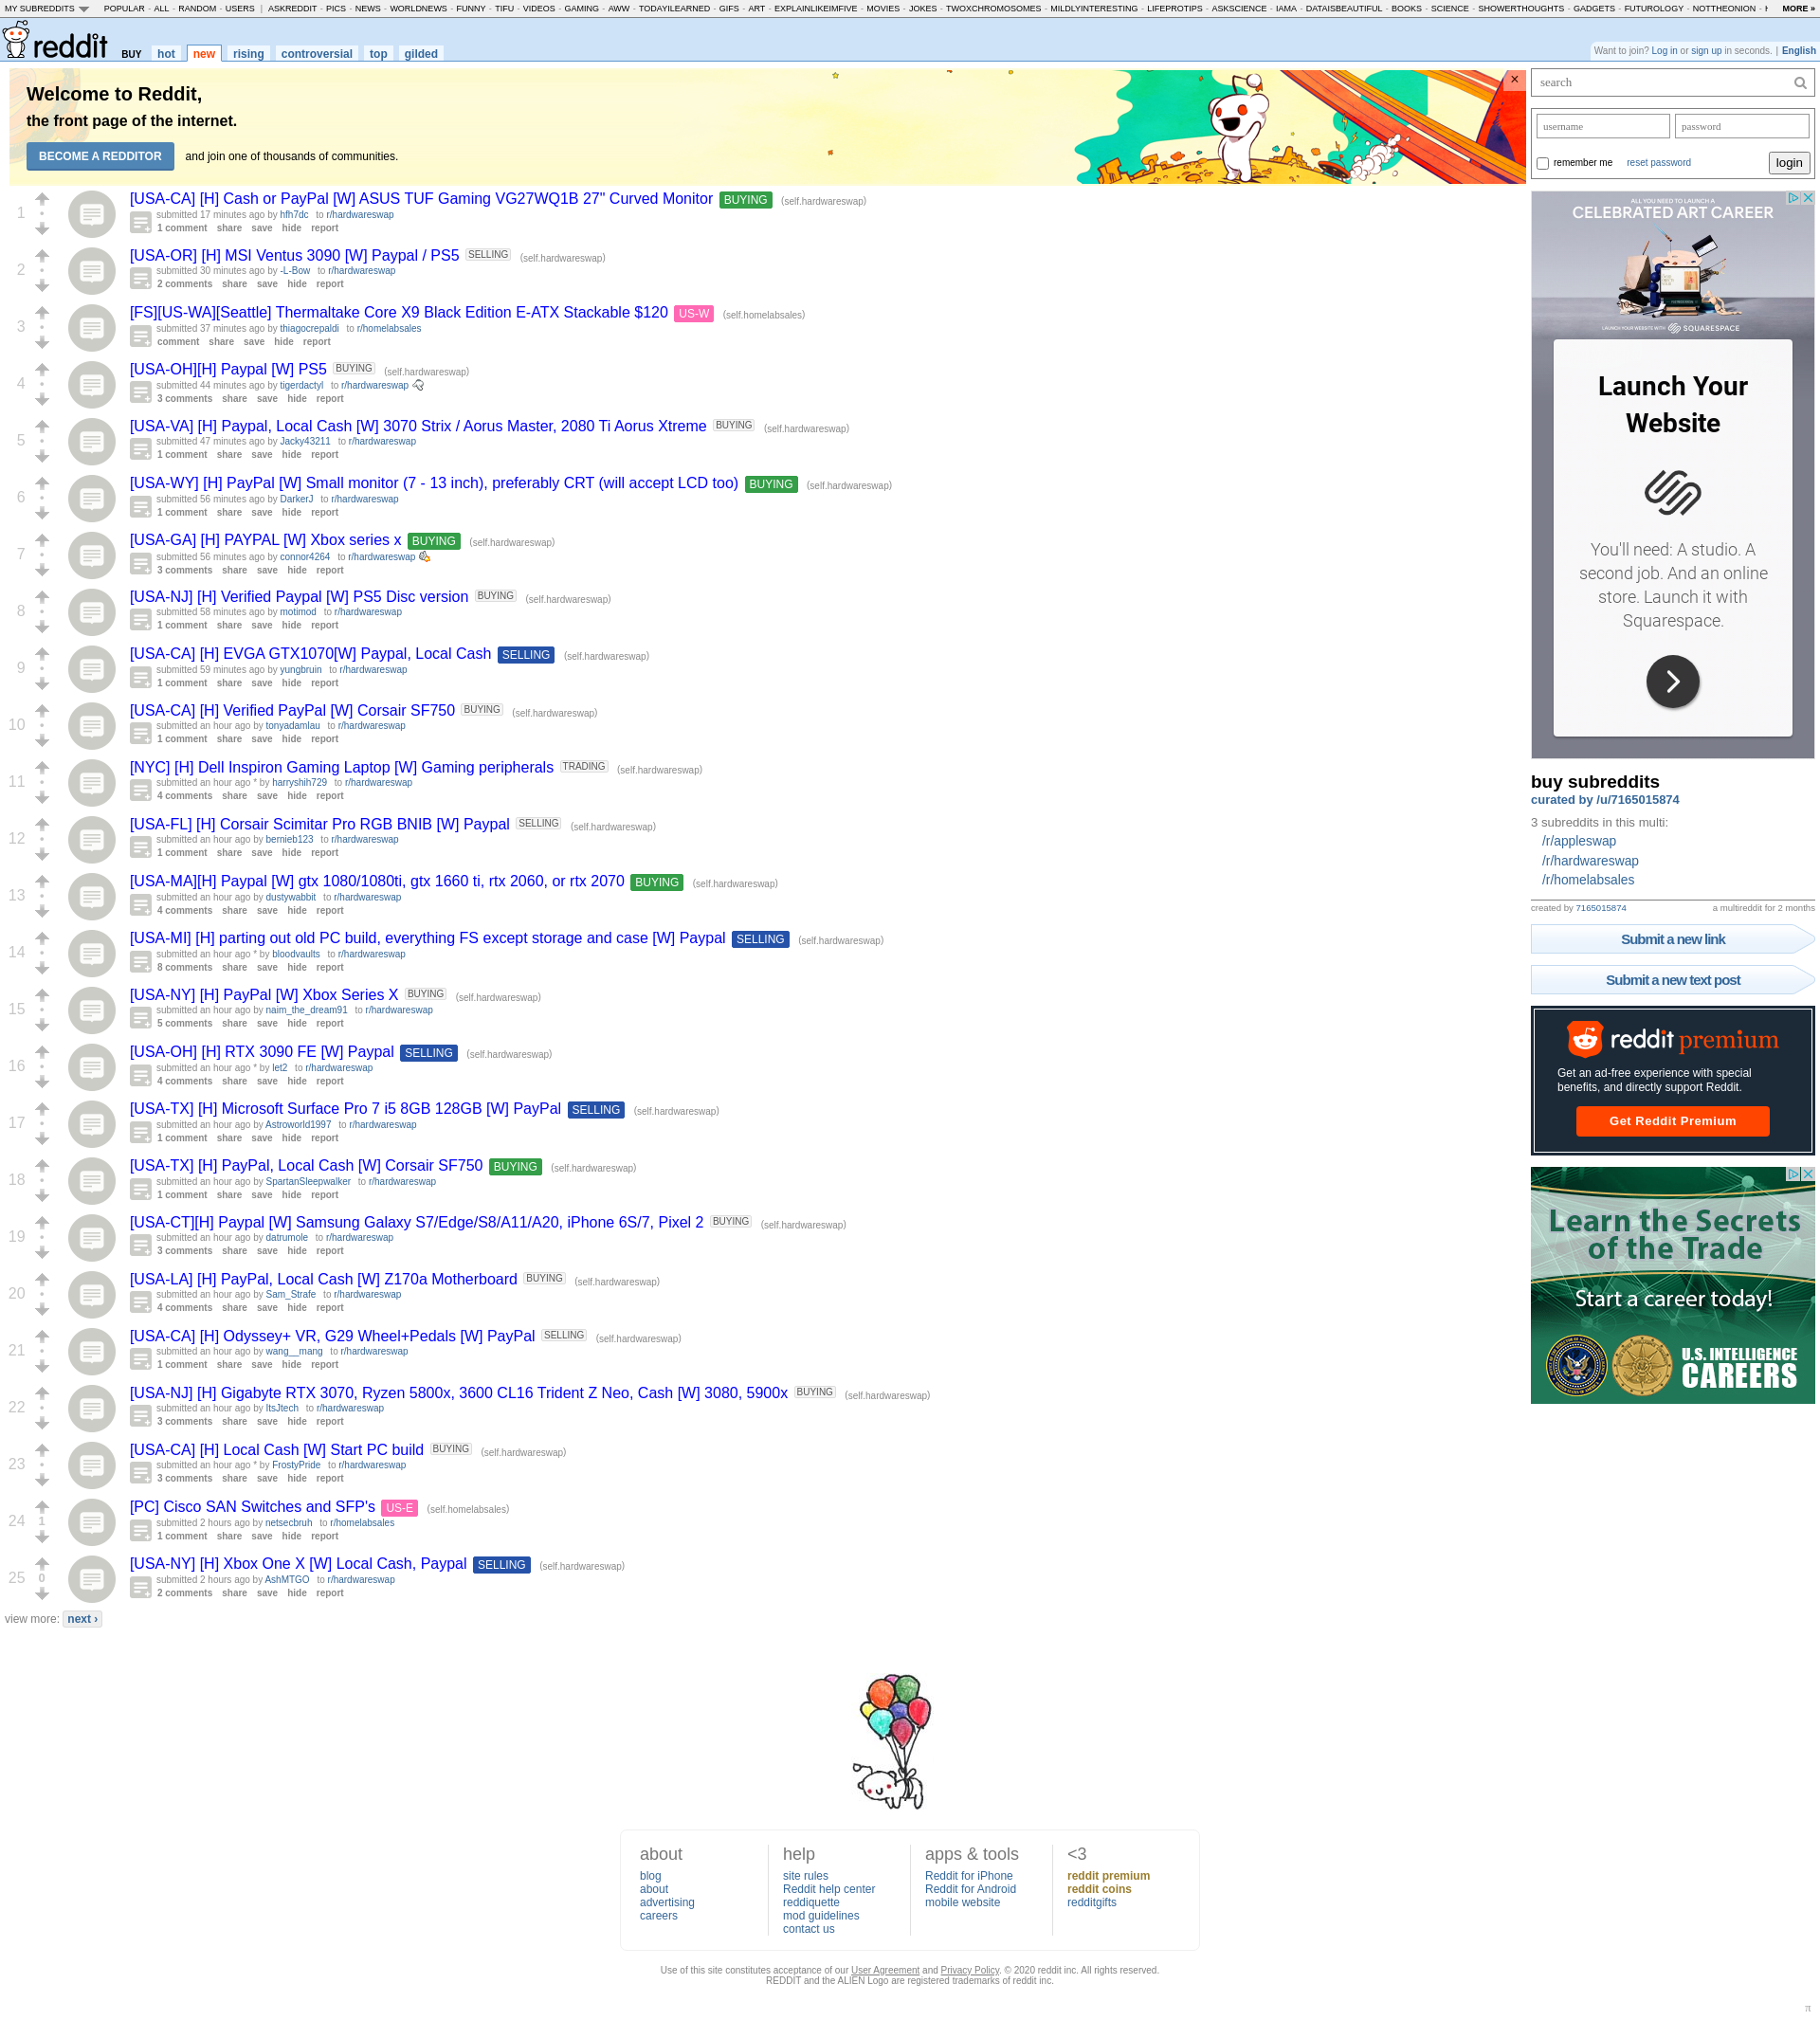 MY SUBREDDITS POPULAR - ALL - RANDOM - USERS | ASKREDDIT - PICS - NEWS - WORLDNEWS - FUNNY - TIFU - VIDEOS - GAMING - AWW - TODAYILEARNED - GIFS - ART - EXPLAINLIKEIMFIVE - MOVIES - JOKES - TWOXCHROMOSOMES - MILDLYINTERESTING - LIFEPROTIPS - ASKSCIENCE - IAMA - DATAISBEAUTIFUL - BOOKS - SCIENCE - SHOWERTHOUGHTS - GADGETS - FUTUROLOGY - NOTTHEONION - MORE »
reddit BUY hot new rising controversial top gilded
Want to join? Log in or sign up in seconds. | English
Welcome to Reddit,
the front page of the internet.
BECOME A REDDITOR and join one of thousands of communities.
×
1 [USA-CA] [H] Cash or PayPal [W] ASUS TUF Gaming VG27WQ1B 27" Curved Monitor BUYING (self.hardwareswap)
submitted 17 minutes ago by hfh7dc to r/hardwareswap
1 comment share save hide report
2 [USA-OR] [H] MSI Ventus 3090 [W] Paypal / PS5 SELLING (self.hardwareswap)
submitted 30 minutes ago by -L-Bow to r/hardwareswap
2 comments share save hide report
3 [FS][US-WA][Seattle] Thermaltake Core X9 Black Edition E-ATX Stackable $120 US-W (self.homelabsales)
submitted 37 minutes ago by thiagocrepaldi to r/homelabsales
comment share save hide report
4 [USA-OH][H] Paypal [W] PS5 BUYING (self.hardwareswap)
submitted 44 minutes ago by tigerdactyl to r/hardwareswap
3 comments share save hide report
5 [USA-VA] [H] Paypal, Local Cash [W] 3070 Strix / Aorus Master, 2080 Ti Aorus Xtreme BUYING (self.hardwareswap)
submitted 47 minutes ago by Jacky43211 to r/hardwareswap
1 comment share save hide report
6 [USA-WY] [H] PayPal [W] Small monitor (7 - 13 inch), preferably CRT (will accept LCD too) BUYING (self.hardwareswap)
submitted 56 minutes ago by DarkerJ to r/hardwareswap
1 comment share save hide report
7 [USA-GA] [H] PAYPAL [W] Xbox series x BUYING (self.hardwareswap)
submitted 56 minutes ago by connor4264 to r/hardwareswap
3 comments share save hide report
8 [USA-NJ] [H] Verified Paypal [W] PS5 Disc version BUYING (self.hardwareswap)
submitted 58 minutes ago by motimod to r/hardwareswap
1 comment share save hide report
9 [USA-CA] [H] EVGA GTX1070[W] Paypal, Local Cash SELLING (self.hardwareswap)
submitted 59 minutes ago by yungbruin to r/hardwareswap
1 comment share save hide report
10 [USA-CA] [H] Verified PayPal [W] Corsair SF750 BUYING (self.hardwareswap)
submitted an hour ago by tonyadamlau to r/hardwareswap
1 comment share save hide report
11 [NYC] [H] Dell Inspiron Gaming Laptop [W] Gaming peripherals TRADING (self.hardwareswap)
submitted an hour ago * by harryshih729 to r/hardwareswap
4 comments share save hide report
12 [USA-FL] [H] Corsair Scimitar Pro RGB BNIB [W] Paypal SELLING (self.hardwareswap)
submitted an hour ago by bernieb123 to r/hardwareswap
1 comment share save hide report
13 [USA-MA][H] Paypal [W] gtx 1080/1080ti, gtx 1660 ti, rtx 2060, or rtx 2070 BUYING (self.hardwareswap)
submitted an hour ago by dustywabbit to r/hardwareswap
4 comments share save hide report
14 [USA-MI] [H] parting out old PC build, everything FS except storage and case [W] Paypal SELLING (self.hardwareswap)
submitted an hour ago * by bloodvaults to r/hardwareswap
8 comments share save hide report
15 [USA-NY] [H] PayPal [W] Xbox Series X BUYING (self.hardwareswap)
submitted an hour ago by naim_the_dream91 to r/hardwareswap
5 comments share save hide report
16 [USA-OH] [H] RTX 3090 FE [W] Paypal SELLING (self.hardwareswap)
submitted an hour ago * by let2 to r/hardwareswap
4 comments share save hide report
17 [USA-TX] [H] Microsoft Surface Pro 7 i5 8GB 128GB [W] PayPal SELLING (self.hardwareswap)
submitted an hour ago by Astroworld1997 to r/hardwareswap
1 comment share save hide report
18 [USA-TX] [H] PayPal, Local Cash [W] Corsair SF750 BUYING (self.hardwareswap)
submitted an hour ago by SpartanSleepwalker to r/hardwareswap
1 comment share save hide report
19 [USA-CT][H] Paypal [W] Samsung Galaxy S7/Edge/S8/A11/A20, iPhone 6S/7, Pixel 2 BUYING (self.hardwareswap)
submitted an hour ago by datrumole to r/hardwareswap
3 comments share save hide report
20 [USA-LA] [H] PayPal, Local Cash [W] Z170a Motherboard BUYING (self.hardwareswap)
submitted an hour ago by Sam_Strafe to r/hardwareswap
4 comments share save hide report
21 [USA-CA] [H] Odyssey+ VR, G29 Wheel+Pedals [W] PayPal SELLING (self.hardwareswap)
submitted an hour ago by wang__mang to r/hardwareswap
1 comment share save hide report
22 [USA-NJ] [H] Gigabyte RTX 3070, Ryzen 5800x, 3600 CL16 Trident Z Neo, Cash [W] 3080, 5900x BUYING (self.hardwareswap)
submitted an hour ago by ItsJtech to r/hardwareswap
3 comments share save hide report
23 [USA-CA] [H] Local Cash [W] Start PC build BUYING (self.hardwareswap)
submitted an hour ago * by FrostyPride to r/hardwareswap
3 comments share save hide report
24 1 [PC] Cisco SAN Switches and SFP's US-E (self.homelabsales)
submitted 2 hours ago by netsecbruh to r/homelabsales
1 comment share save hide report
25 0 [USA-NY] [H] Xbox One X [W] Local Cash, Paypal SELLING (self.hardwareswap)
submitted 2 hours ago by AshMTGO to r/hardwareswap
2 comments share save hide report
view more: next ›
search
username password
remember me reset password login
ALL YOU NEED TO LAUNCH A
CELEBRATED ART CAREER
LAUNCH YOUR WEBSITE WITH SQUARESPACE
Launch Your
Website
You'll need: A studio. A
second job. And an online
store. Launch it with
Squarespace.
buy subreddits
curated by /u/7165015874
3 subreddits in this multi:
/r/appleswap
/r/hardwareswap
/r/homelabsales
created by 7165015874 a multireddit for 2 months
Submit a new link
Submit a new text post
reddit premium
Get an ad-free experience with special
benefits, and directly support Reddit.
Get Reddit Premium
Learn the Secrets
of the Trade
Start a career today!
U.S. INTELLIGENCE
CAREERS
about help apps & tools <3
blog site rules Reddit for iPhone reddit premium
about Reddit help center Reddit for Android reddit coins
advertising reddiquette mobile website redditgifts
careers mod guidelines
contact us
Use of this site constitutes acceptance of our User Agreement and Privacy Policy. © 2020 reddit inc. All rights reserved.
REDDIT and the ALIEN Logo are registered trademarks of reddit inc.
π